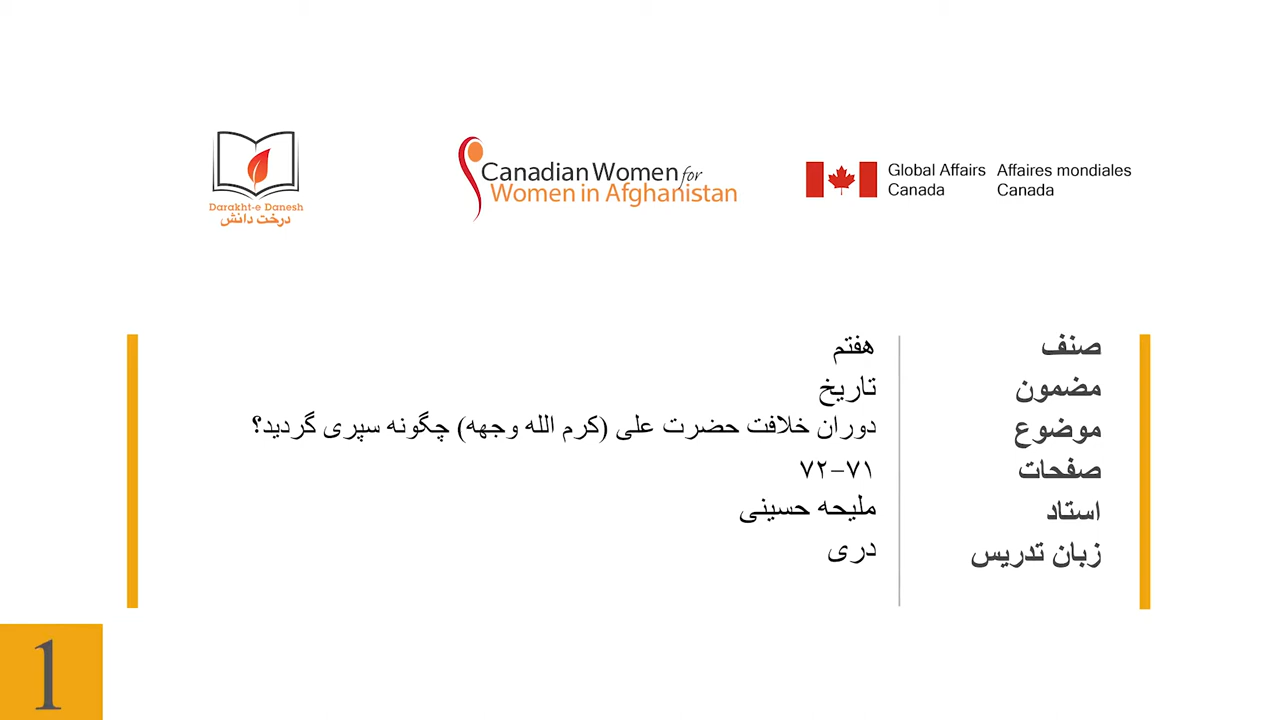 Darakht-e Danesh
درخت دانش
Canadian Women for
Women in Afghanistan
Global Affairs Canada
Affaires mondiales Canada
صنف هفتم
مضمون تاریخ
موضوع دوران خلافت حضرت علی (کرم الله وجهه) چگونه سپری گردید؟
صفحات ۷۱-۷۲
استاد ملیحه حسینی
زبان تدریس دری
1